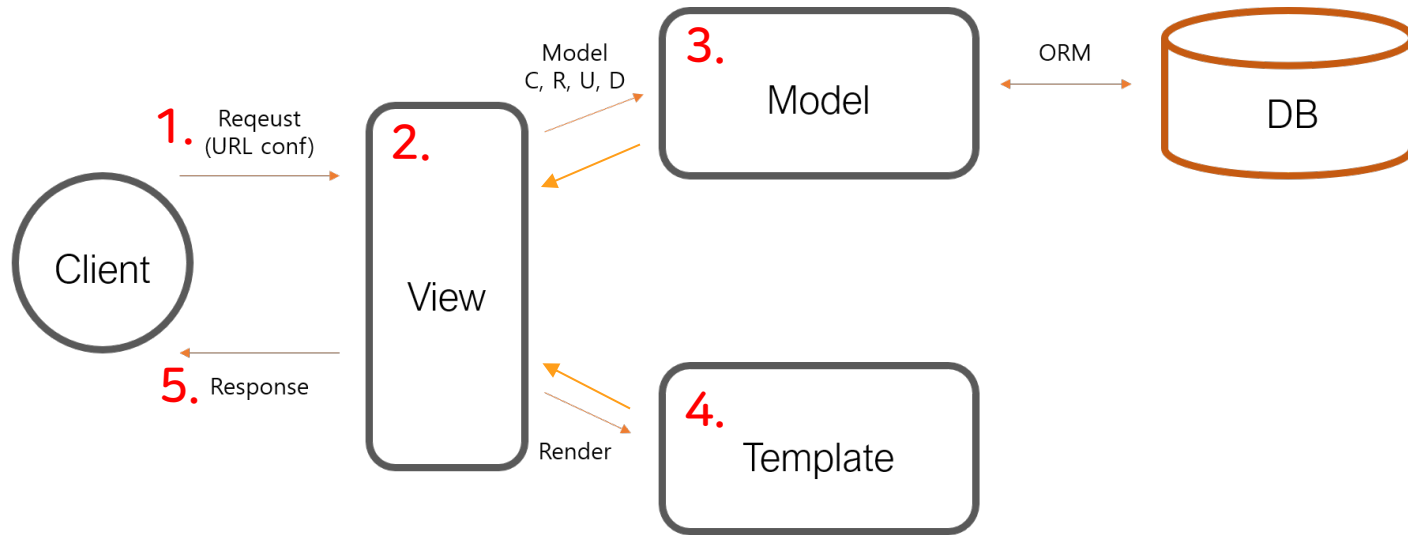 1.
Reqeust
(URL conf)
Client
5.
Response
2.
View
Model
C, R, U, D
3.
Model
ORM
DB
Render
4.
Template